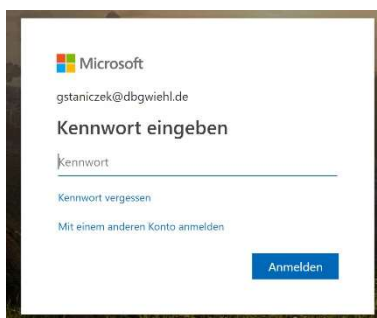 Microsoft
gstaniczek@dbgwiehl.de
Kennwort eingeben
Kennwort
Kennwort vergessen
Mit einem anderen Konto anmelden
Anmelden